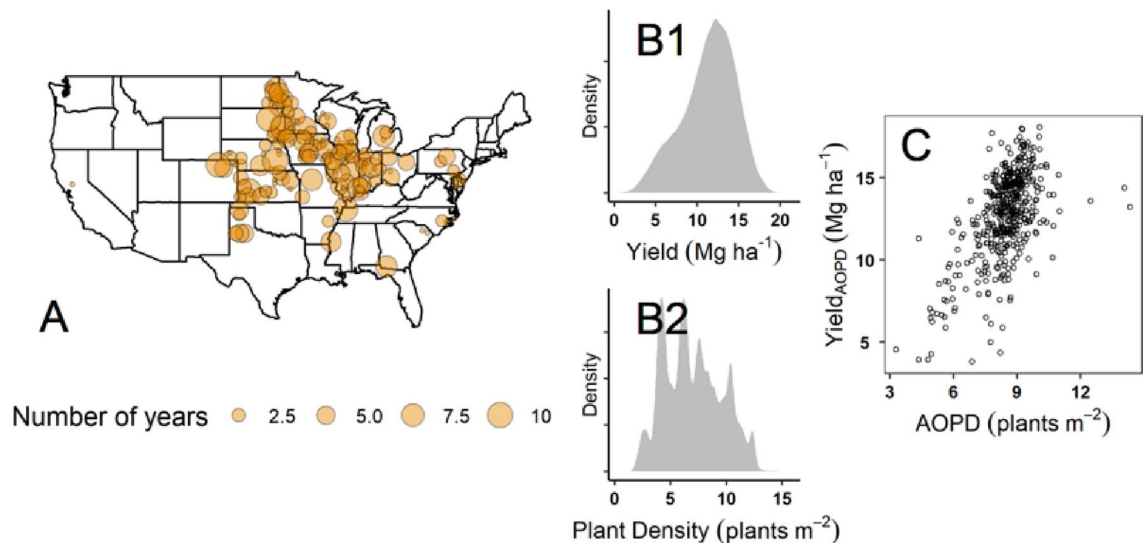 A
Number of years 2.5 5.0 7.5 10
B1
Density
0 5 10 15 20
Yield (Mg ha⁻¹)
B2
Density
0 5 10 15
Plant Density (plants m⁻²)
C
Yield_AOPD (Mg ha⁻¹)
15
10
5
3 6 9 12
AOPD (plants m⁻²)